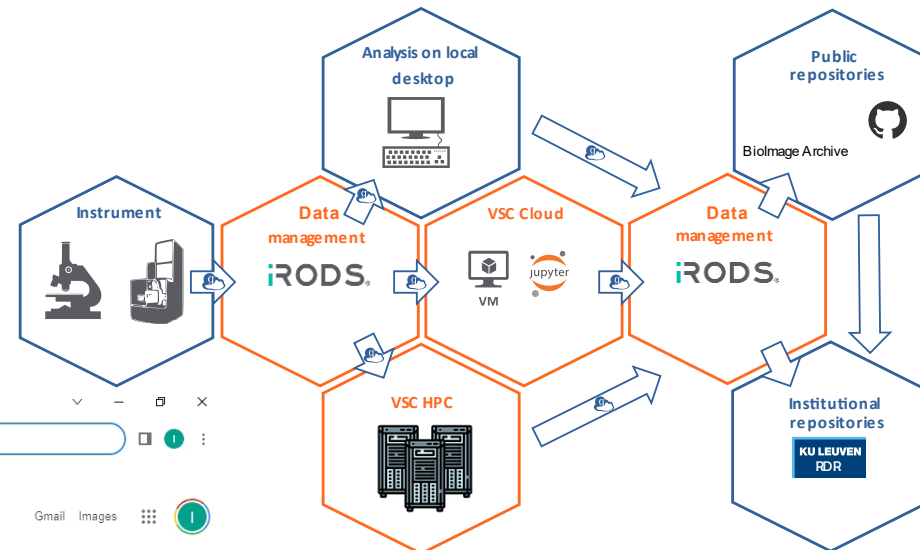 Analysis on local
desktop
Public
repositories
BioImage Archive
Instrument
Data
management
iRODS®
VSC Cloud
VM
jupyter
Data
management
iRODS®
VSC HPC
Institutional
repositories
KU LEUVEN
RDR
I
Gmail Images
I